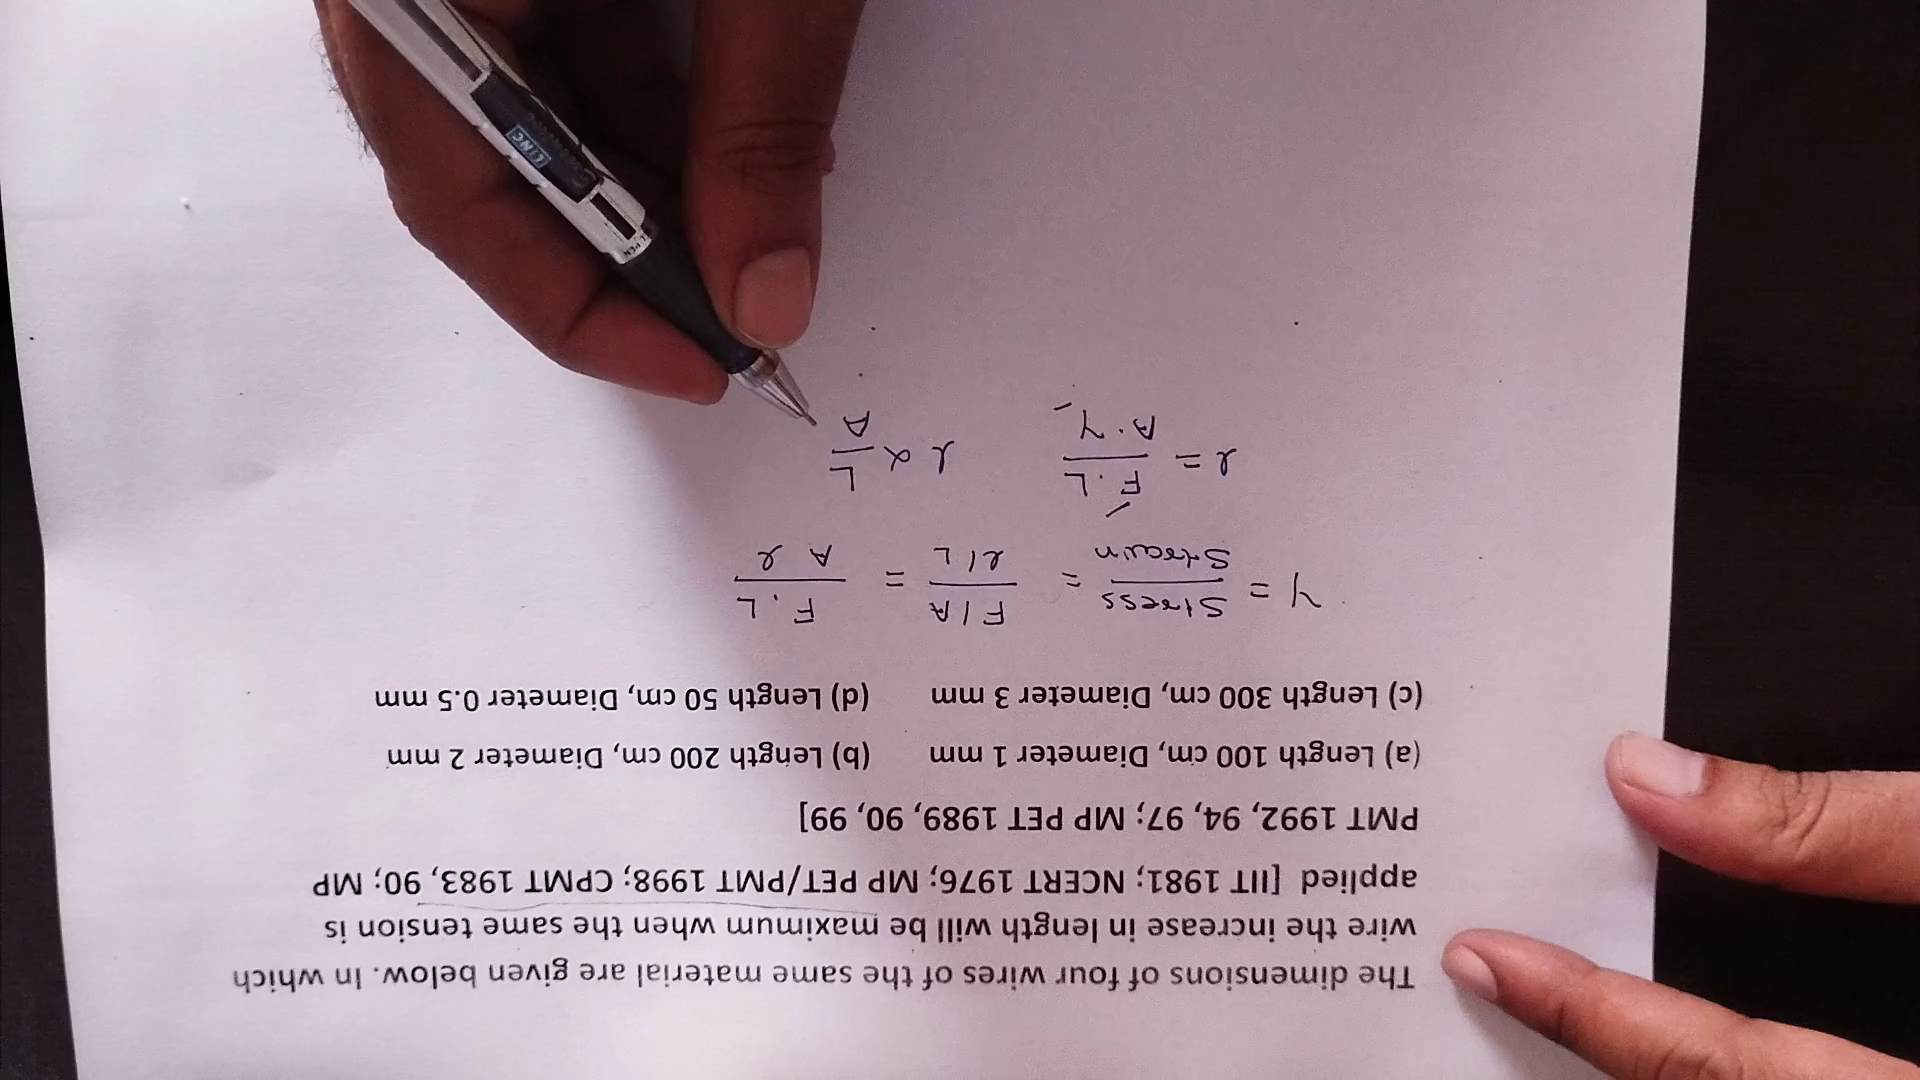 The dimensions of four wires of the same material are given below. In which
wire the increase in length will be maximum when the same tension is
applied [IIT 1981; NCERT 1976; MP PET/PMT 1998; CPMT 1983, 90; MP
PMT 1992, 94, 97; MP PET 1989, 90, 99]
(a) Length 100 cm, Diameter 1 mm (b) Length 200 cm, Diameter 2 mm
(c) Length 300 cm, Diameter 3 mm (d) Length 50 cm, Diameter 0.5 mm
Y = Stress / Strain = F/A / l/L = F.L / A l
l = F.L / A.Y l ∝ L / A
LINC